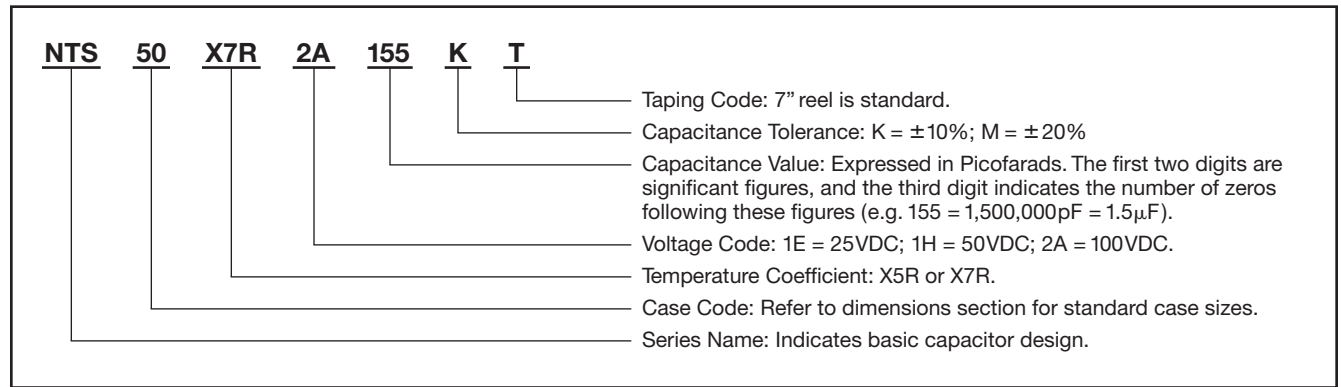 NTS 50 X7R 2A 155 K T
Taping Code: 7” reel is standard.
Capacitance Tolerance: K = ±10%; M = ±20%
Capacitance Value: Expressed in Picofarads. The first two digits are
significant figures, and the third digit indicates the number of zeros
following these figures (e.g. 155 = 1,500,000pF = 1.5μF).
Voltage Code: 1E = 25VDC; 1H = 50VDC; 2A = 100VDC.
Temperature Coefficient: X5R or X7R.
Case Code: Refer to dimensions section for standard case sizes.
Series Name: Indicates basic capacitor design.